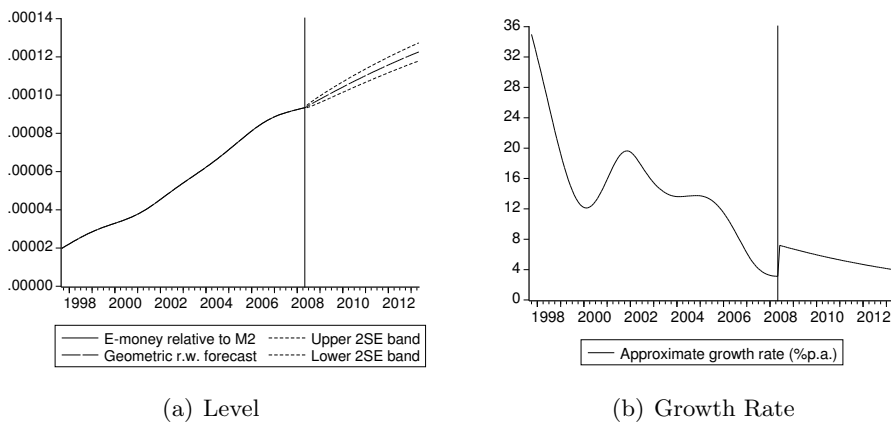 .00014
.00012
.00010
.00008
.00006
.00004
.00002
.00000
1998 2000 2002 2004 2006 2008 2010 2012
E-money relative to M2
Geometric r.w. forecast
Upper 2SE band
Lower 2SE band
(a) Level
36
32
28
24
20
16
12
8
4
0
1998 2000 2002 2004 2006 2008 2010 2012
Approximate growth rate (%p.a.)
(b) Growth Rate